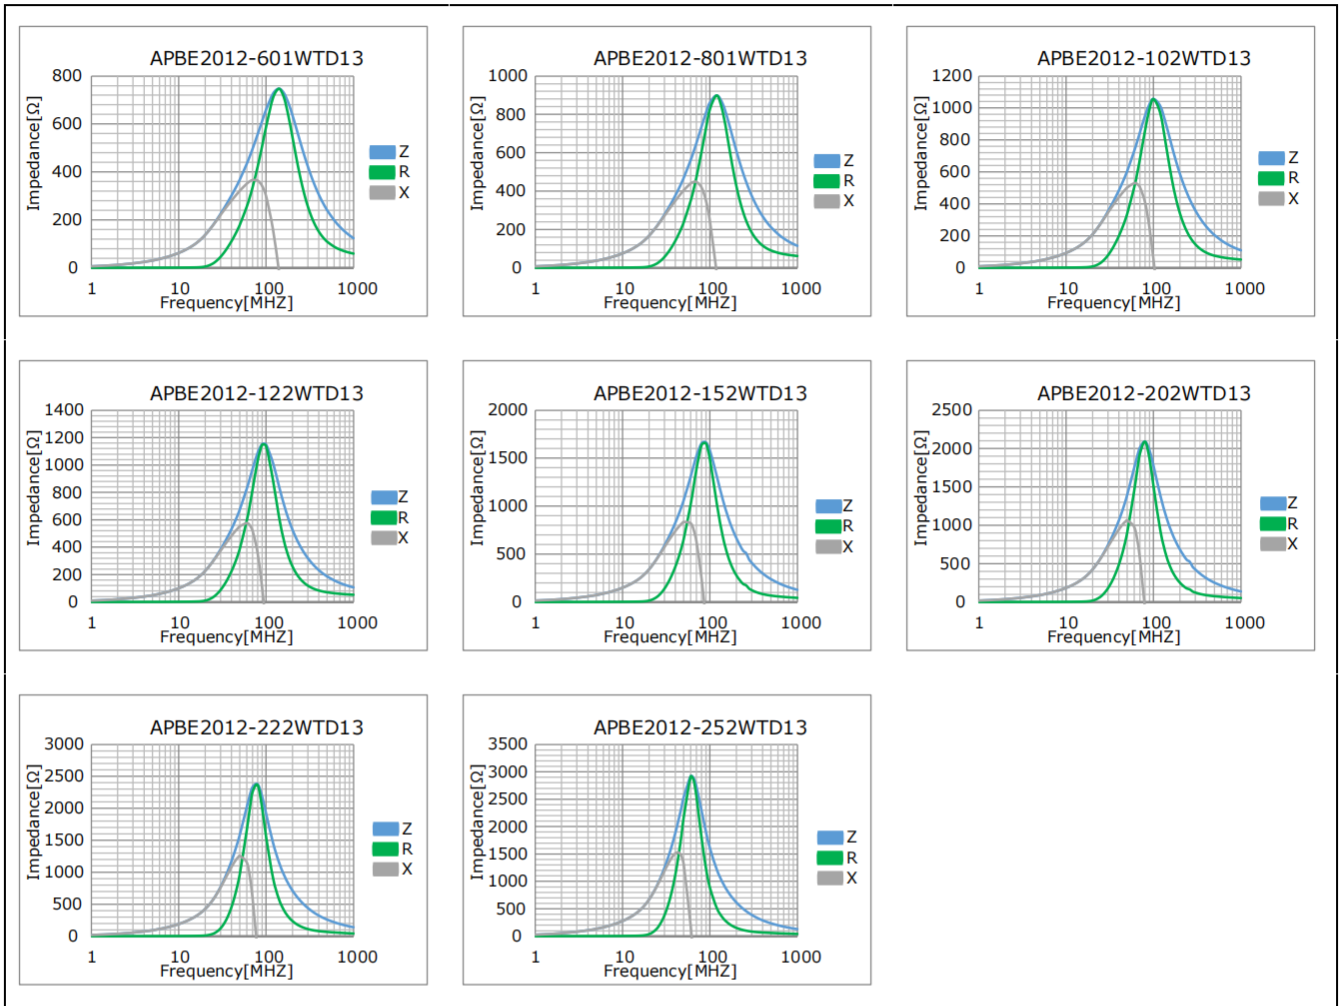 APBE2012-601WTD13
800
600
400
200
0
Impedance[Ω]
1 10 100 1000
Frequency[MHZ]
Z
R
X
APBE2012-801WTD13
1000
800
600
400
200
0
Impedance[Ω]
1 10 100 1000
Frequency[MHZ]
Z
R
X
APBE2012-102WTD13
1200
1000
800
600
400
200
0
Impedance[Ω]
1 10 100 1000
Frequency[MHZ]
Z
R
X
APBE2012-122WTD13
1400
1200
1000
800
600
400
200
0
Impedance[Ω]
1 10 100 1000
Frequency[MHZ]
Z
R
X
APBE2012-152WTD13
2000
1500
1000
500
0
Impedance[Ω]
1 10 100 1000
Frequency[MHZ]
Z
R
X
APBE2012-202WTD13
2500
2000
1500
1000
500
0
Impedance[Ω]
1 10 100 1000
Frequency[MHZ]
Z
R
X
APBE2012-222WTD13
3000
2500
2000
1500
1000
500
0
Impedance[Ω]
1 10 100 1000
Frequency[MHZ]
Z
R
X
APBE2012-252WTD13
3500
3000
2500
2000
1500
1000
500
0
Impedance[Ω]
1 10 100 1000
Frequency[MHZ]
Z
R
X